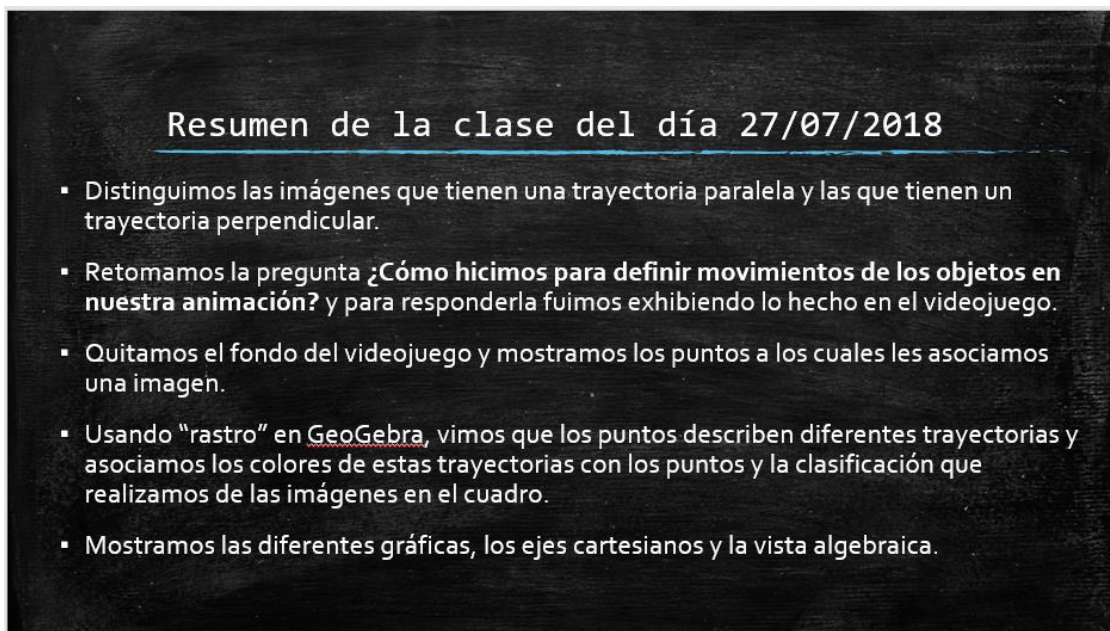 Resumen de la clase del día 27/07/2018
▪ Distinguimos las imágenes que tienen una trayectoria paralela y las que tienen un
trayectoria perpendicular.
▪ Retomamos la pregunta ¿Cómo hicimos para definir movimientos de los objetos en
nuestra animación? y para responderla fuimos exhibiendo lo hecho en el videojuego.
▪ Quitamos el fondo del videojuego y mostramos los puntos a los cuales les asociamos
una imagen.
▪ Usando “rastro” en GeoGebra, vimos que los puntos describen diferentes trayectorias y
asociamos los colores de estas trayectorias con los puntos y la clasificación que
realizamos de las imágenes en el cuadro.
▪ Mostramos las diferentes gráficas, los ejes cartesianos y la vista algebraica.